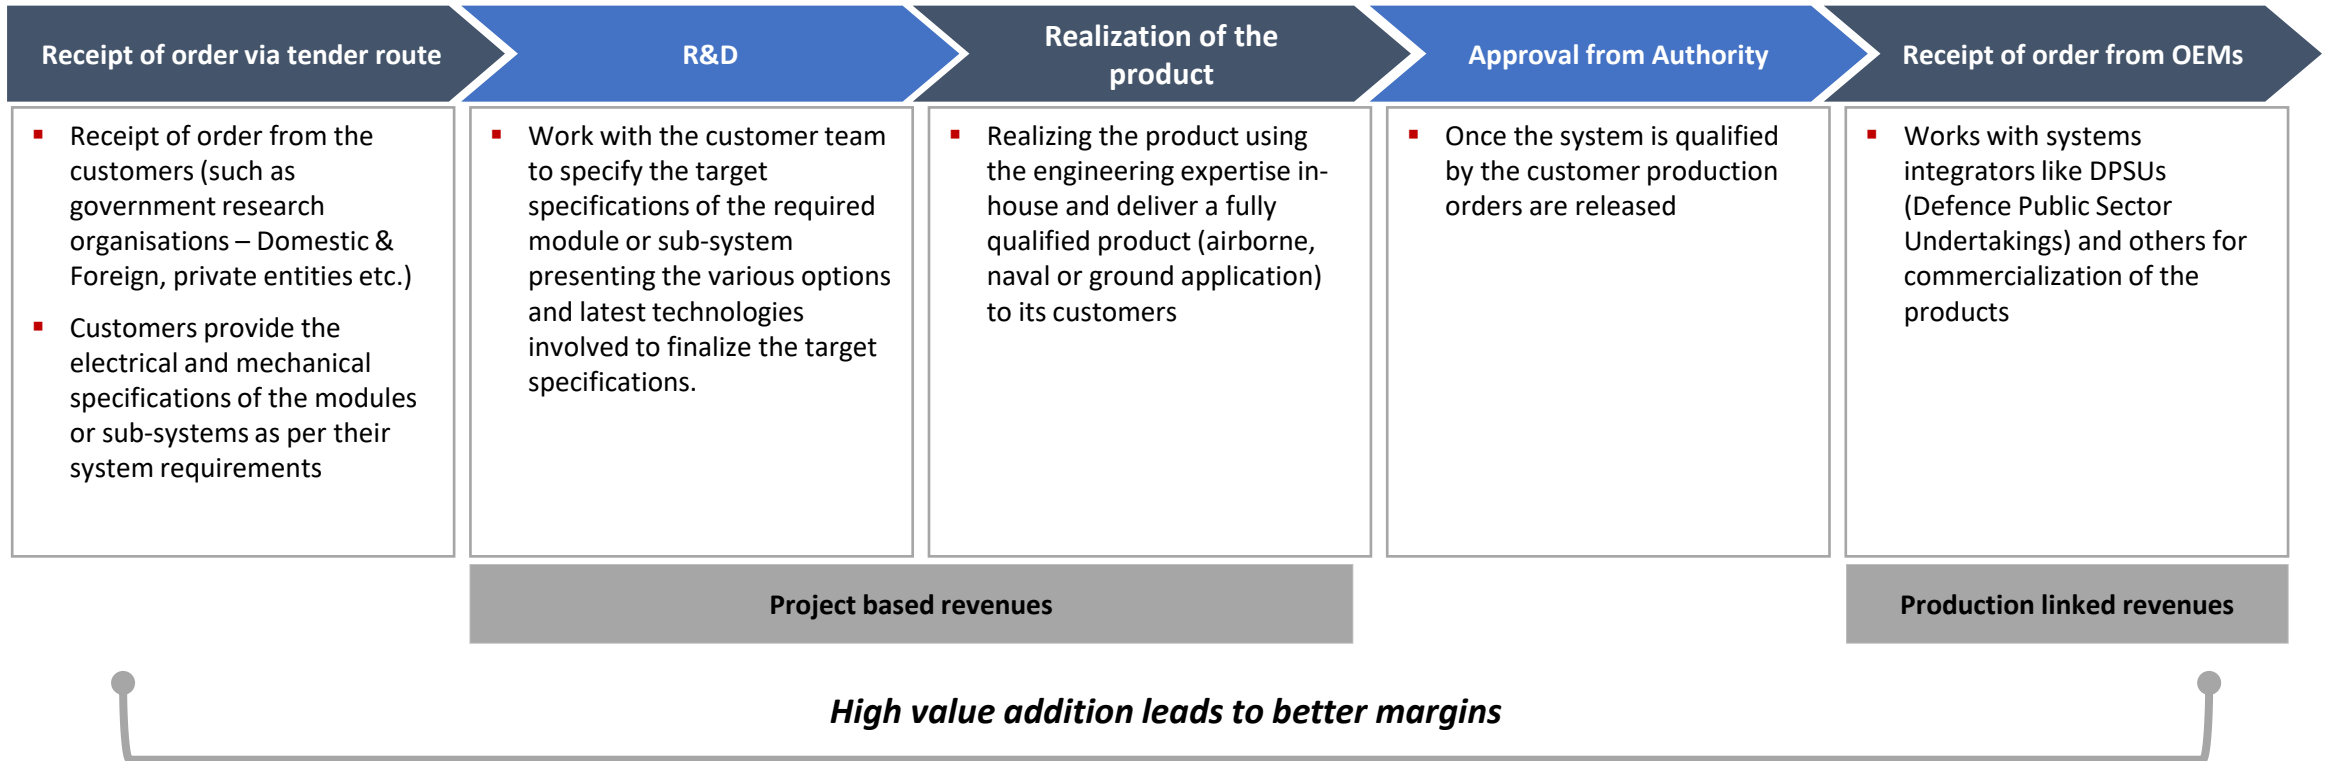 Receipt of order via tender route
R&D
Realization of the
product
Approval from Authority
Receipt of order from OEMs
Receipt of order from the
customers (such as
government research
organisations – Domestic &
Foreign, private entities etc.)
Customers provide the
electrical and mechanical
specifications of the modules
or sub-systems as per their
system requirements
Work with the customer team
to specify the target
specifications of the required
module or sub-system
presenting the various options
and latest technologies
involved to finalize the target
specifications.
Realizing the product using
the engineering expertise in-
house and deliver a fully
qualified product (airborne,
naval or ground application)
to its customers
Once the system is qualified
by the customer production
orders are released
Works with systems
integrators like DPSUs
(Defence Public Sector
Undertakings) and others for
commercialization of the
products
Project based revenues
Production linked revenues
High value addition leads to better margins